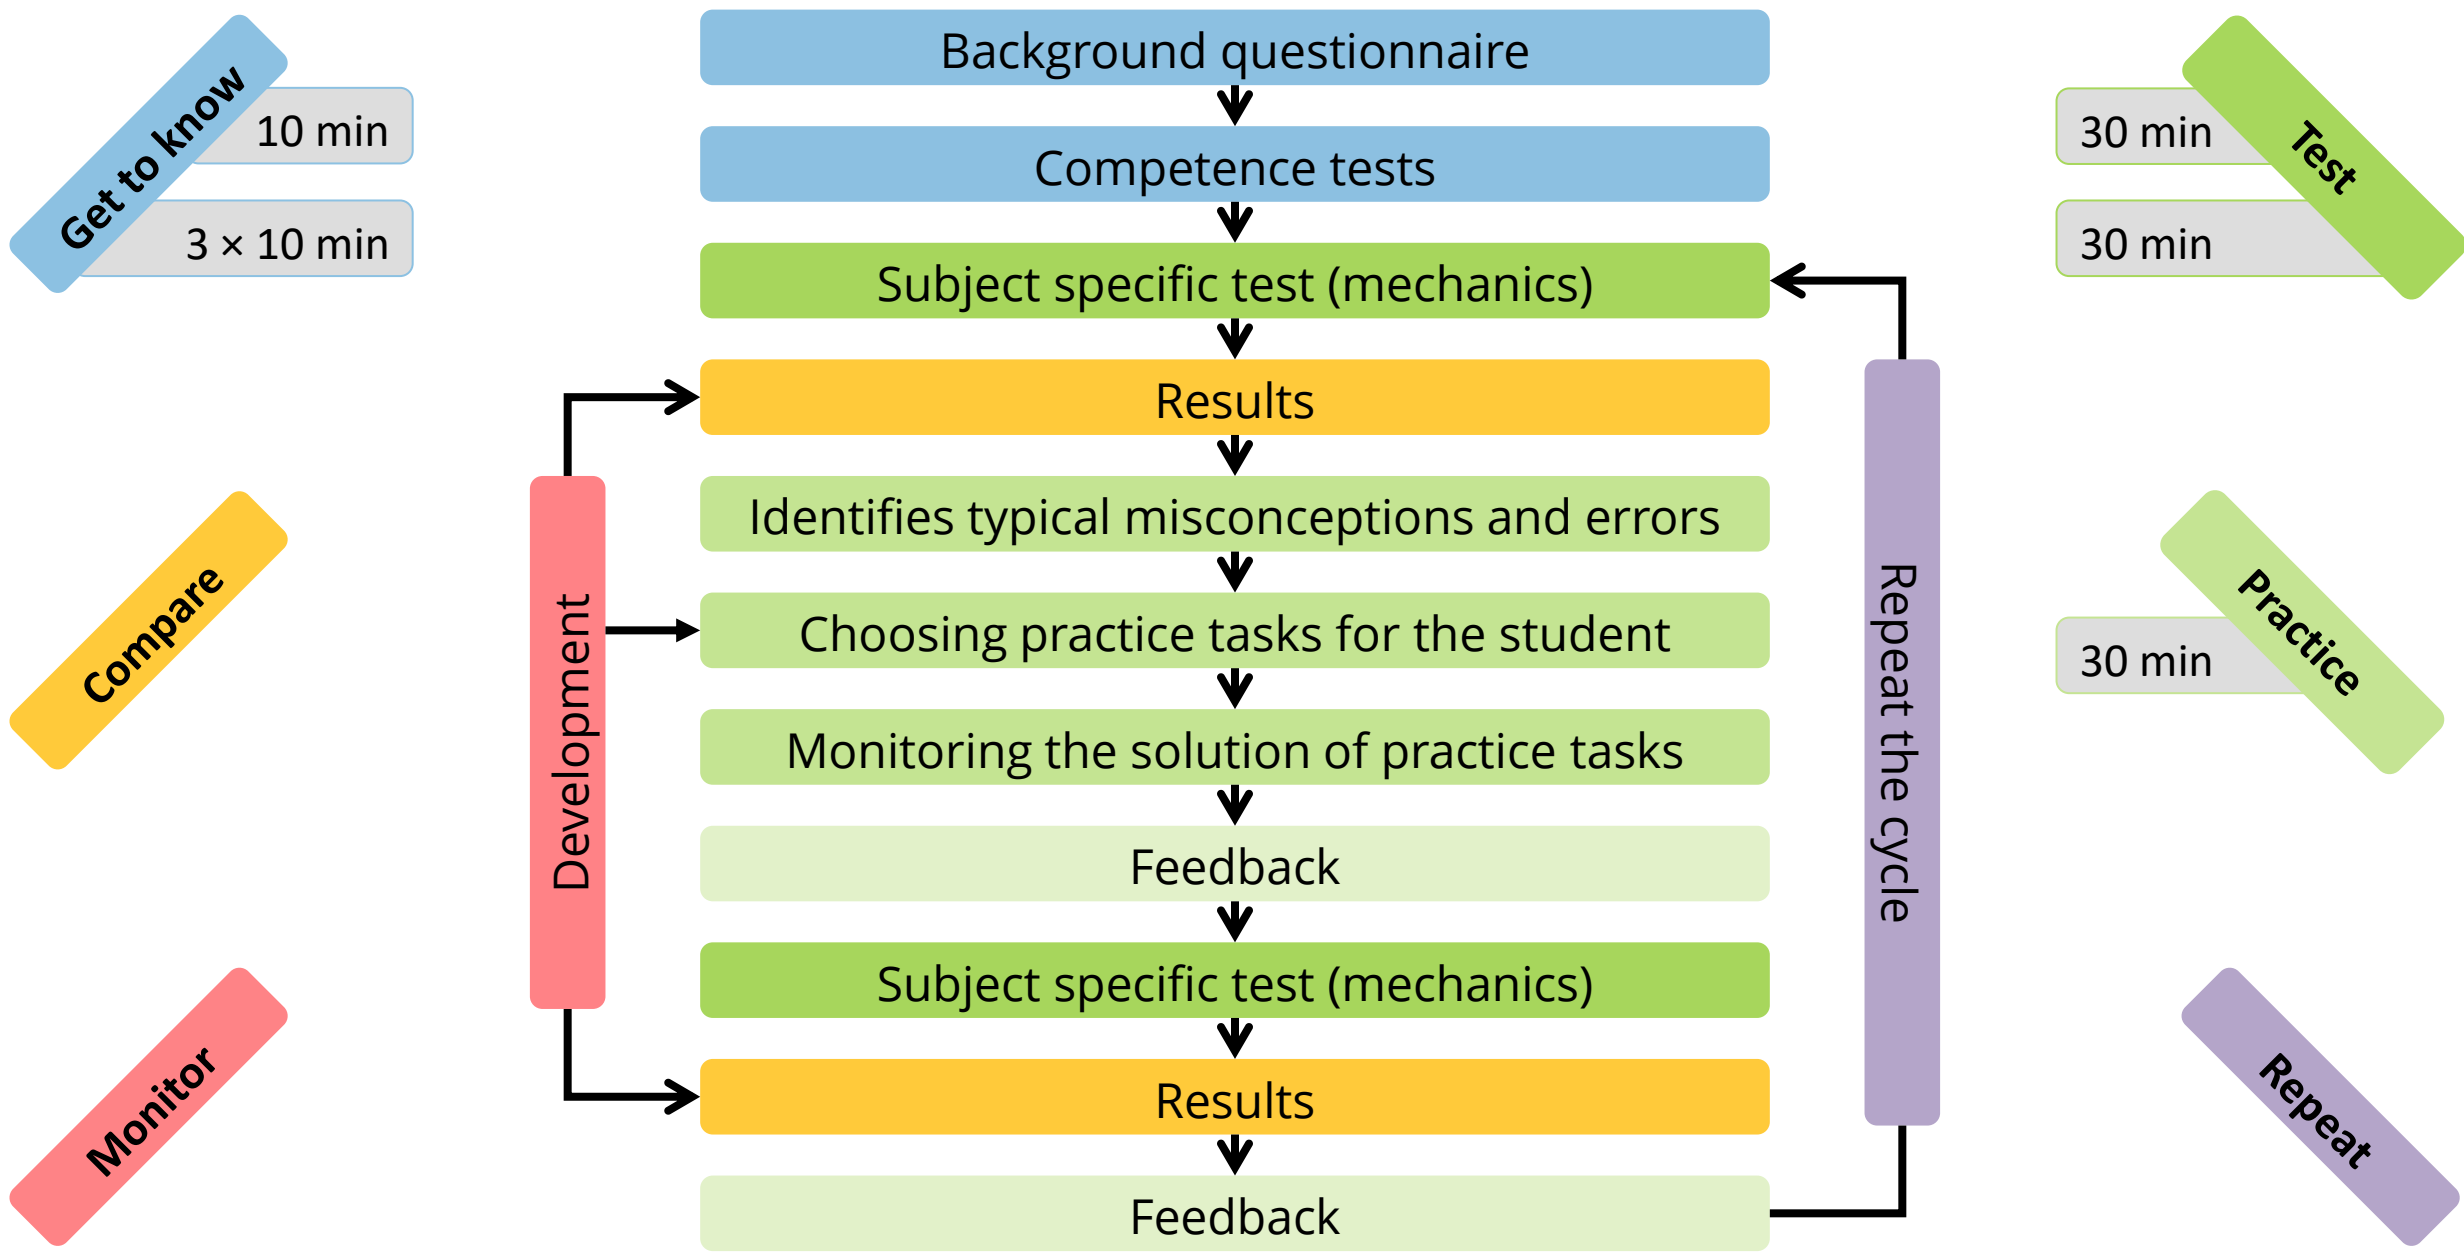 Get to know
10 min
3 × 10 min
Background questionnaire
Competence tests
Subject specific test (mechanics)
Results
Identifies typical misconceptions and errors
Choosing practice tasks for the student
Monitoring the solution of practice tasks
Feedback
Subject specific test (mechanics)
Results
Feedback
Development
Repeat the cycle
Test
30 min
30 min
Compare
Practice
30 min
Monitor
Repeat